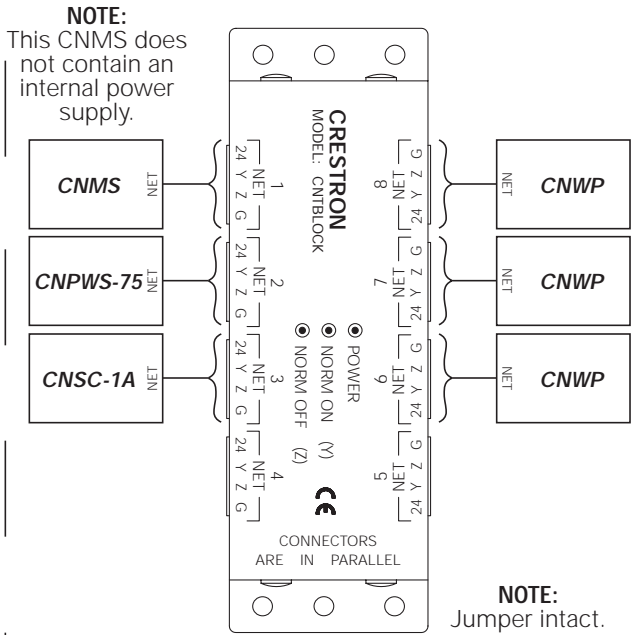 NOTE:
This CNMS does
not contain an
internal power
supply.
CRESTRON
MODEL: CNTBLOCK
CNMS
NET
24 Y Z G
NET
1
CNPWS-75
NET
24 Y Z G
NET
2
CNSC-1A
NET
24 Y Z G
NET
3
24 Y Z G
NET
4
8
NET
24 Y Z G
NET
CNWP
7
NET
24 Y Z G
NET
CNWP
6
NET
24 Y Z G
NET
CNWP
5
NET
24 Y Z G
POWER
NORM ON (Y)
NORM OFF (Z)
CE
CONNECTORS
ARE IN PARALLEL
NOTE:
Jumper intact.